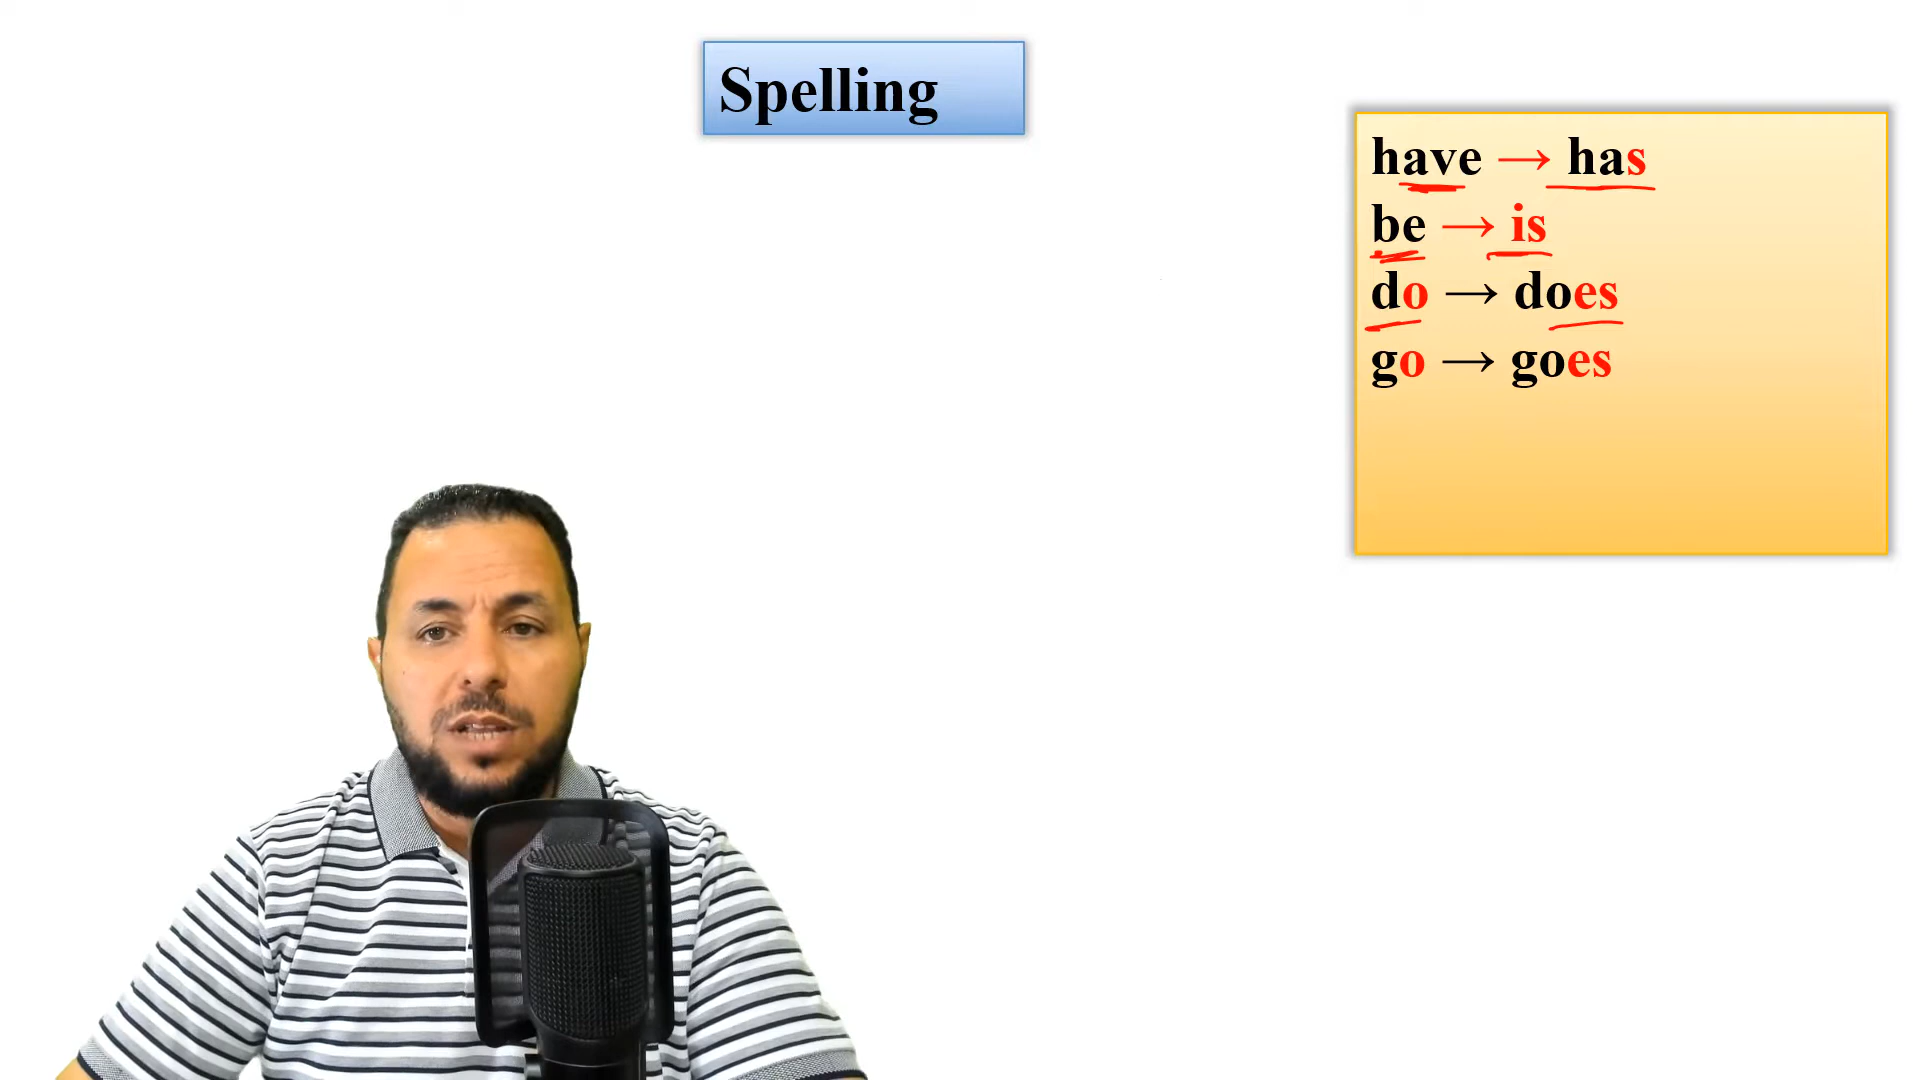 Spelling
have → has
be → is
do → does
go → goes